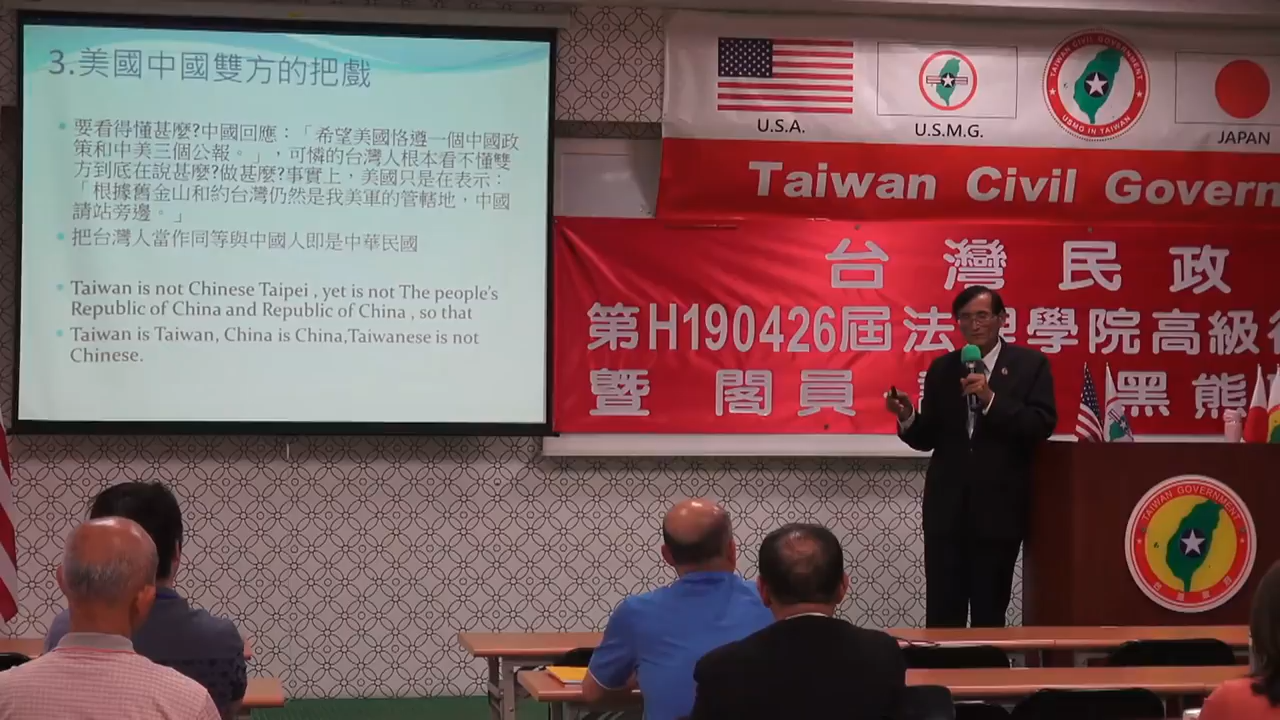 3.美國中國雙方的把戲
要看得懂甚麼?中國回應：「希望美國恪遵一個中國政
策和中美三個公報。」，可憐的台灣人根本看不懂雙
方到底在說甚麼?做甚麼?事實上，美國只是在表示：
「根據舊金山和約台灣仍然是我美軍的管轄地，中國
請站旁邊。」
把台灣人當作同等與中國人即是中華民國
Taiwan is not Chinese Taipei , yet is not The people's
Republic of China and Republic of China , so that
Taiwan is Taiwan, China is China,Taiwanese is not
Chinese.
U.S.A.
U.S.M.G.
TAIWAN CIVIL GOVERNMENT
USMG IN TAIWAN
JAPAN
Taiwan Civil Governm
台灣民政
第H190426屆法理學院高級
暨 閣員
黑熊
TAIWAN GOVERNMENT